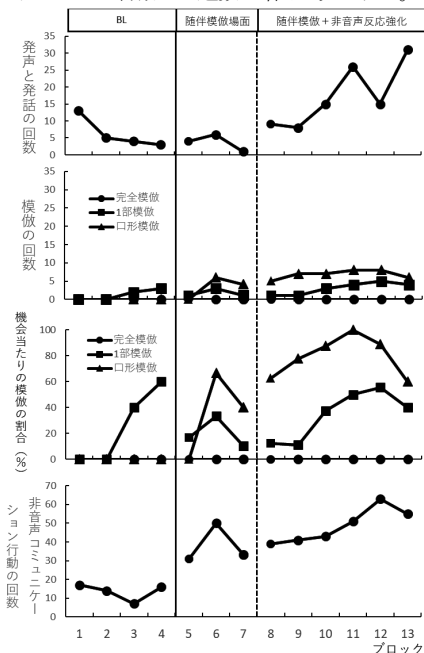 BL
随伴模倣場面
随伴模倣＋非音声反応強化
発声と発話の回数
35
30
25
20
15
10
5
0
模倣の回数
35
30
25
20
15
10
5
0
完全模倣
1部模倣
口形模倣
機会当たりの模倣の割合（%）
100
80
60
40
20
0
完全模倣
1部模倣
口形模倣
非音声コミュニケー
ション行動の回数
70
60
50
40
30
20
10
0
1 2 3 4 5 6 7 8 9 10 11 12 13
ブロック